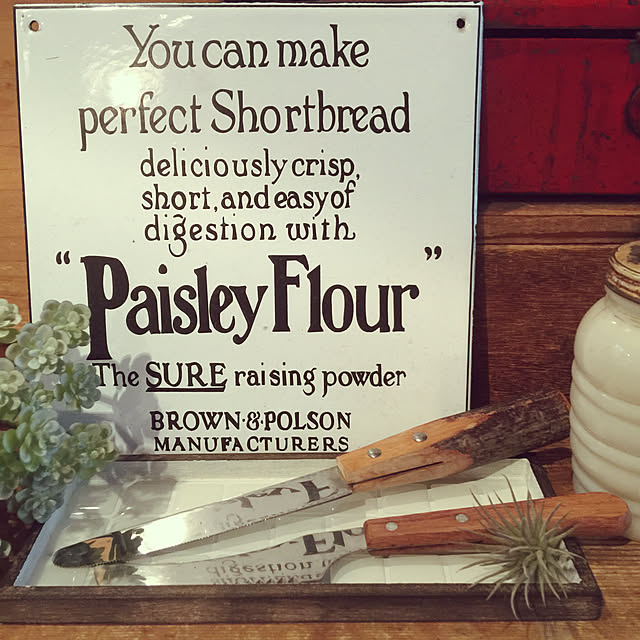 You can make
perfect Shortbread
deliciously crisp,
short, and easy of
digestion with
"Paisley Flour"
The SURE raising powder
BROWN·&·POLSON
MANUFACTURERS